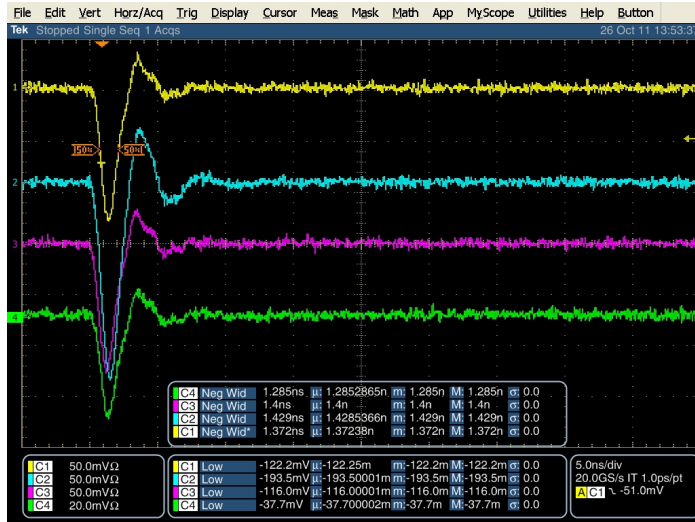 File Edit Vert Horz/Acq Trig Display Cursor Meas Mask Math App MyScope Utilities Help Button
Tek Stopped Single Seq 1 Acqs 26 Oct 11 13:53:37
1
50% 50%
2
3
4
C4 Neg Wid 1.285ns µ: 1.2852865n m: 1.285n M: 1.285n σ: 0.0
C3 Neg Wid 1.4ns µ: 1.4n m: 1.4n M: 1.4n σ: 0.0
C2 Neg Wid 1.429ns µ: 1.4285366n m: 1.429n M: 1.429n σ: 0.0
C1 Neg Wid* 1.372ns µ: 1.37238n m: 1.372n M: 1.372n σ: 0.0
C1 50.0mVΩ
C2 50.0mVΩ
C3 50.0mVΩ
C4 20.0mVΩ
C1 Low -122.2mV µ: -122.25m m: -122.2m M: -122.2m σ: 0.0
C2 Low -193.5mV µ: -193.50001m m: -193.5m M: -193.5m σ: 0.0
C3 Low -116.0mV µ: -116.00001m m: -116.0m M: -116.0m σ: 0.0
C4 Low -37.7mV µ: -37.700002m m: -37.7m M: -37.7m σ: 0.0
5.0ns/div
20.0GS/s IT 1.0ps/pt
A C1 -51.0mV